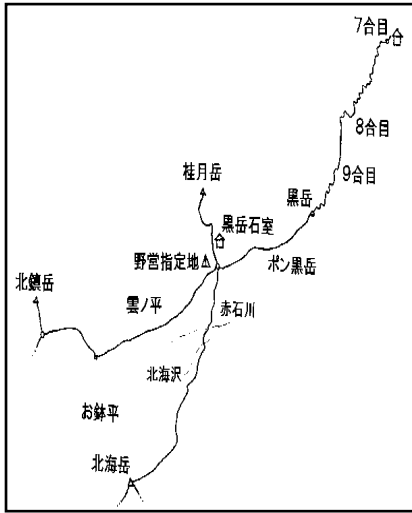 7合目
8合目
9合目
桂月岳
黒岳
黒岳石室
野営指定地
ポン黒岳
北鎮岳
雲ノ平
赤石川
北海沢
お鉢平
北海岳